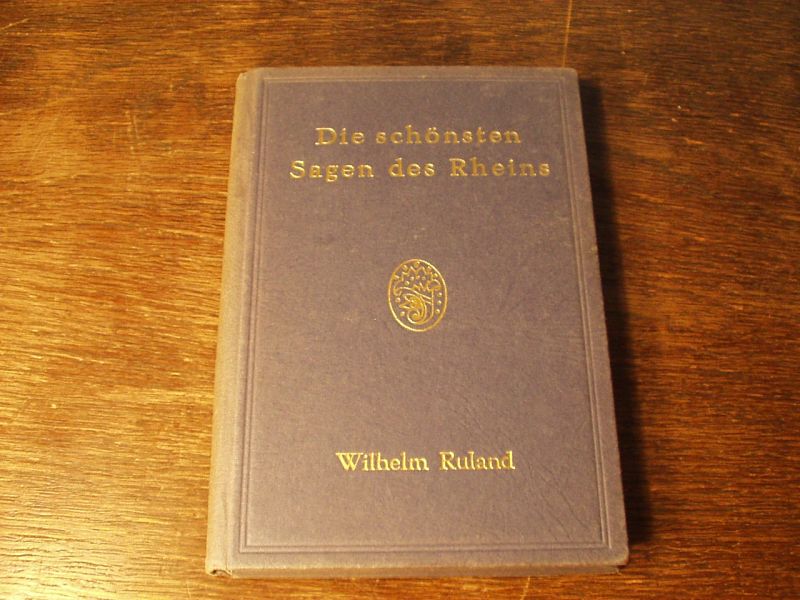 Die schönsten
Sagen des Rheins
Wilhelm Ruland